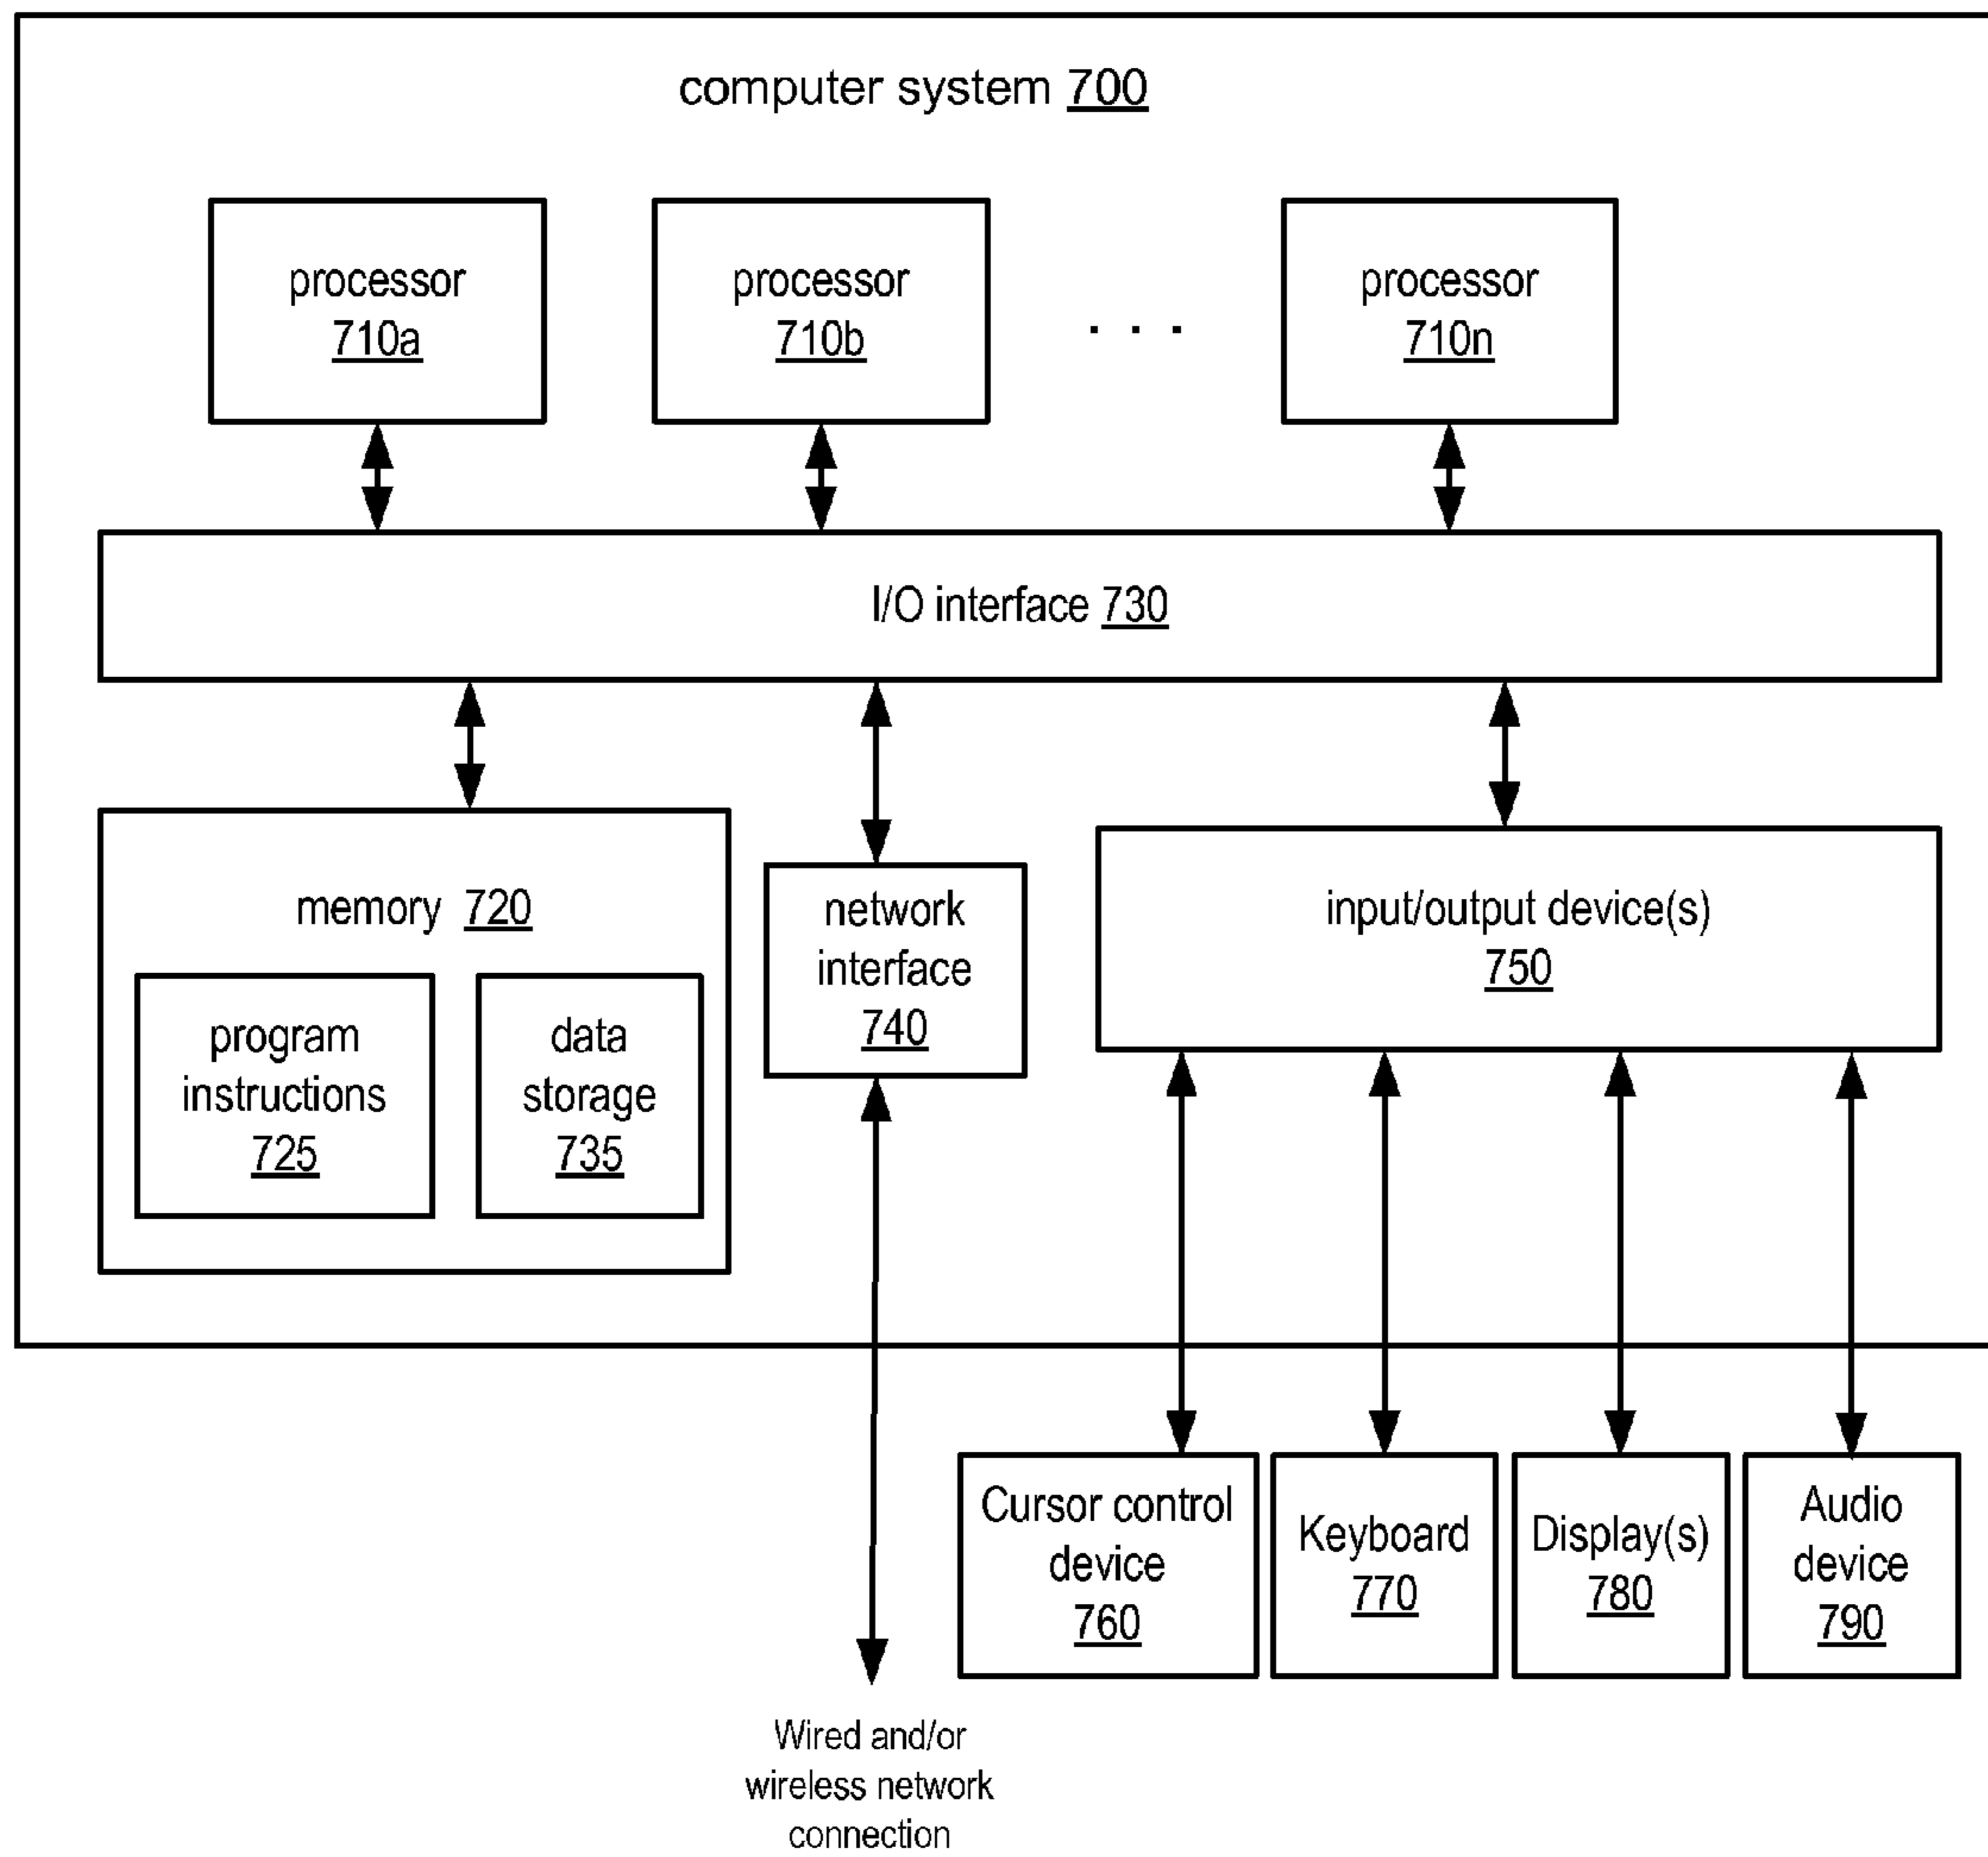 computer system 700
processor
710a
processor
710b
. . .
processor
710n
I/O interface 730
memory 720
program
instructions
725
data
storage
735
network
interface
740
input/output device(s)
750
Cursor control
device
760
Keyboard
770
Display(s)
780
Audio
device
790
Wired and/or
wireless network
connection